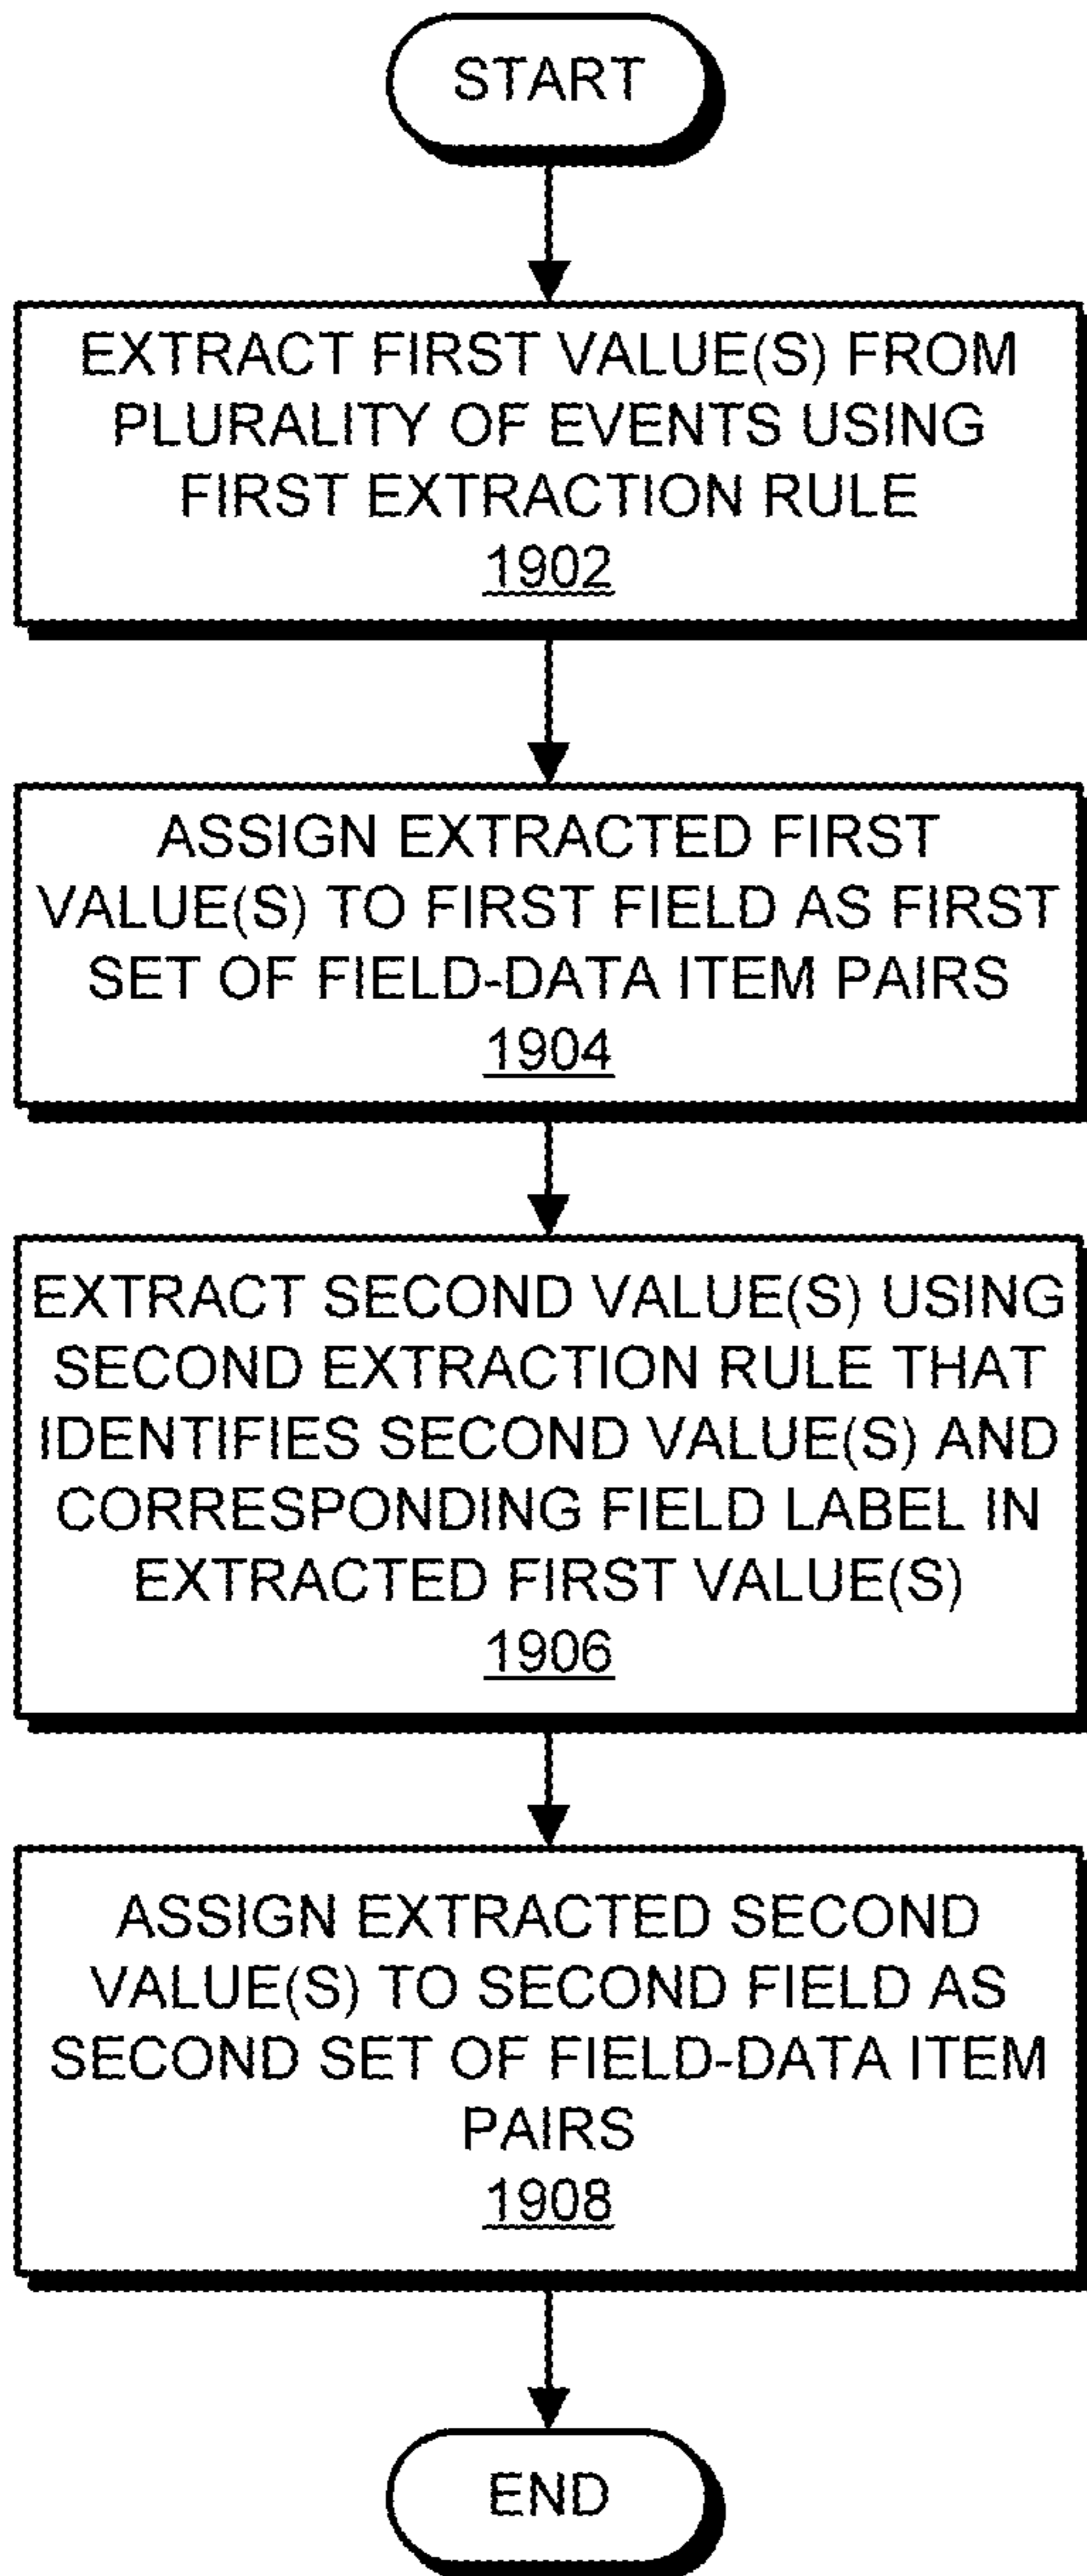 START
EXTRACT FIRST VALUE(S) FROM
PLURALITY OF EVENTS USING
FIRST EXTRACTION RULE
1902
ASSIGN EXTRACTED FIRST
VALUE(S) TO FIRST FIELD AS FIRST
SET OF FIELD-DATA ITEM PAIRS
1904
EXTRACT SECOND VALUE(S) USING
SECOND EXTRACTION RULE THAT
IDENTIFIES SECOND VALUE(S) AND
CORRESPONDING FIELD LABEL IN
EXTRACTED FIRST VALUE(S)
1906
ASSIGN EXTRACTED SECOND
VALUE(S) TO SECOND FIELD AS
SECOND SET OF FIELD-DATA ITEM
PAIRS
1908
END